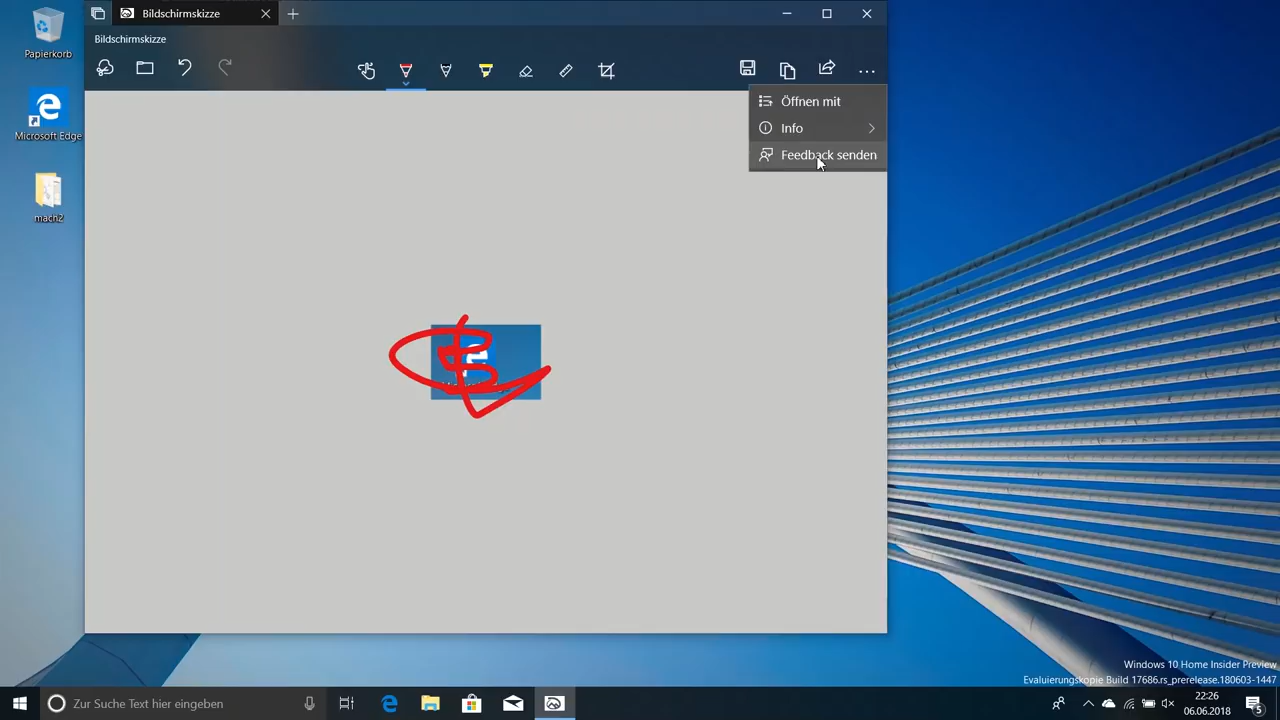 Papierkorb
Microsoft Edge
mach2
Bildschirmskizze
Bildschirmskizze
Öffnen mit
Info
Feedback senden
Windows 10 Home Insider Preview
Evaluierungskopie Build 17686.rs_prerelease.180603-1447
Zur Suche Text hier eingeben
22:26
06.06.2018
5